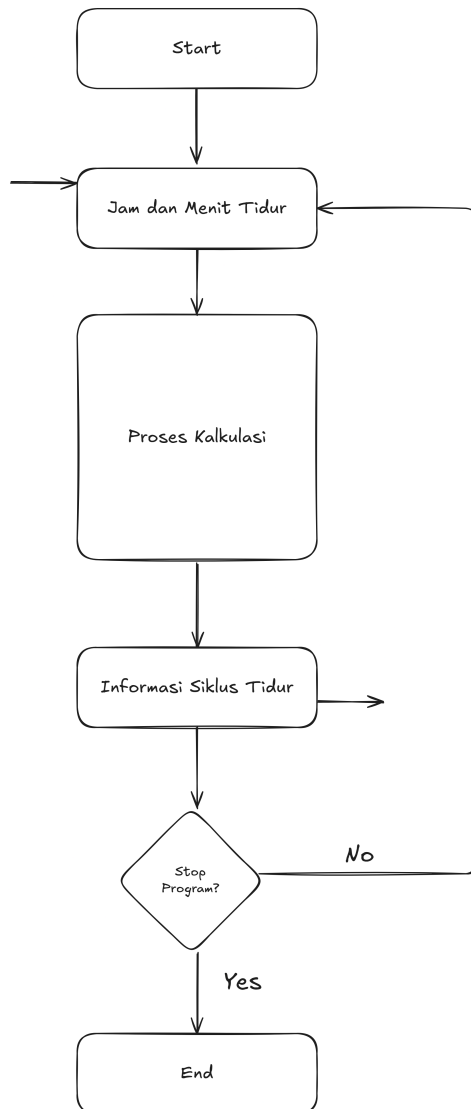 Start
Jam dan Menit Tidur
Proses Kalkulasi
Informasi Siklus Tidur
Stop
Program?
No
Yes
End